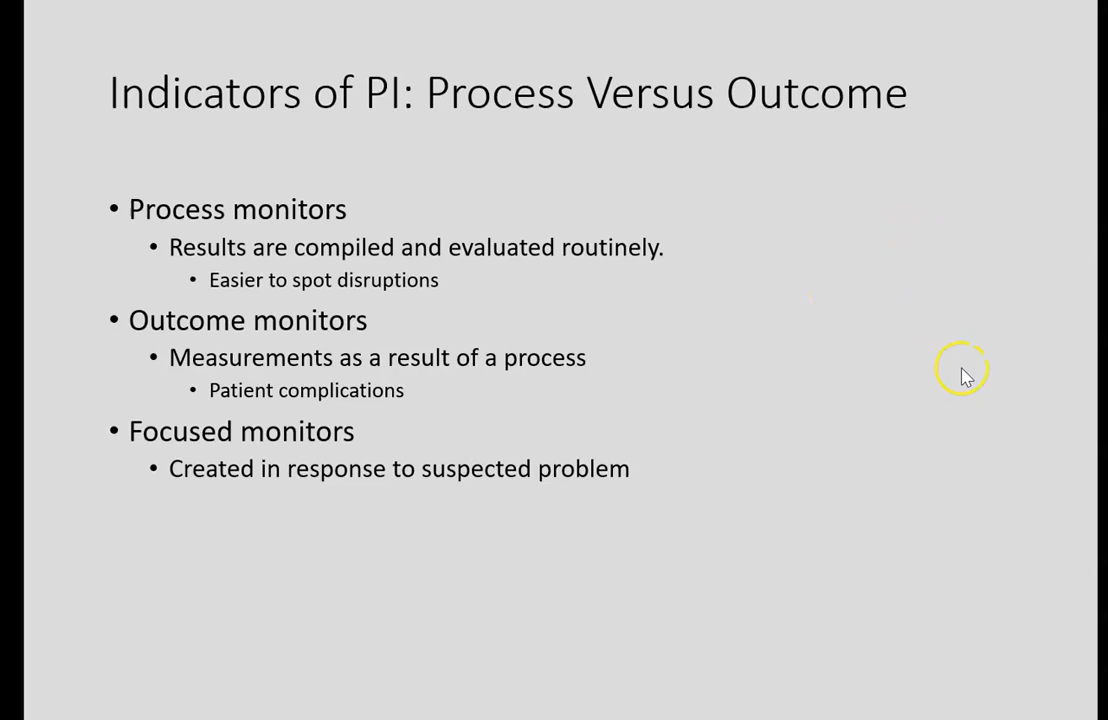 Indicators of PI: Process Versus Outcome
• Process monitors
• Results are compiled and evaluated routinely.
• Easier to spot disruptions
• Outcome monitors
• Measurements as a result of a process
• Patient complications
• Focused monitors
• Created in response to suspected problem